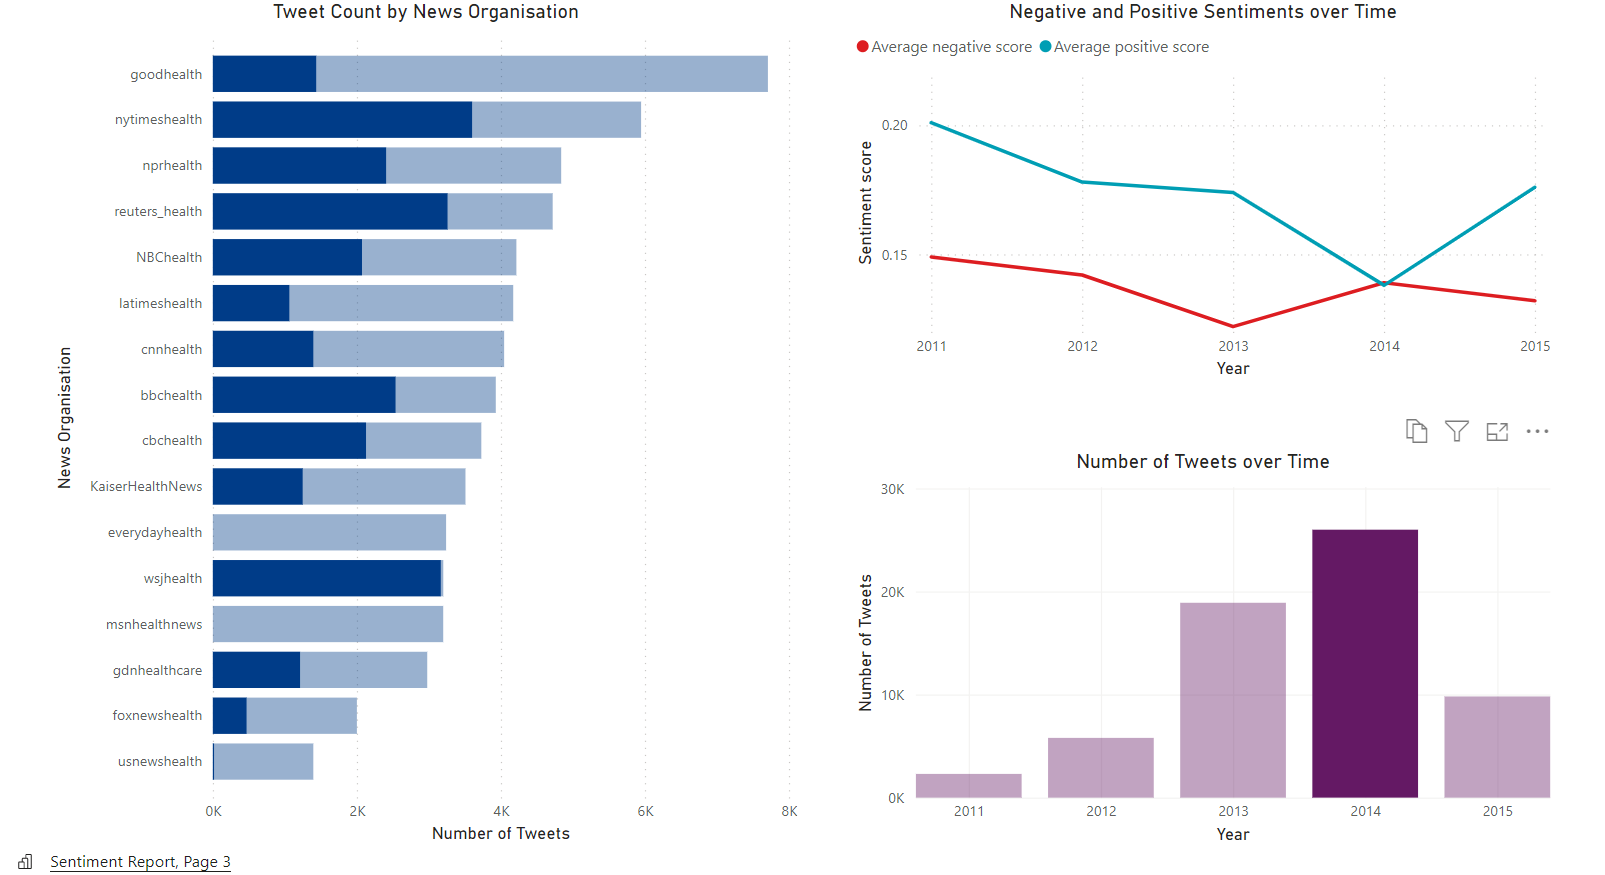 Tweet Count by News Organisation
News Organisation
goodhealth
nytimeshealth
nprhealth
reuters_health
NBChealth
latimeshealth
cnnhealth
bbchealth
cbchealth
KaiserHealthNews
everydayhealth
wsjhealth
msnhealthnews
gdnhealthcare
foxnewshealth
usnewshealth
0K 2K 4K 6K 8K
Number of Tweets
Negative and Positive Sentiments over Time
Average negative score Average positive score
Sentiment score
0.20
0.15
2011 2012 2013 2014 2015
Year
Number of Tweets over Time
Number of Tweets
30K
20K
10K
0K
2011 2012 2013 2014 2015
Year
Sentiment Report, Page 3